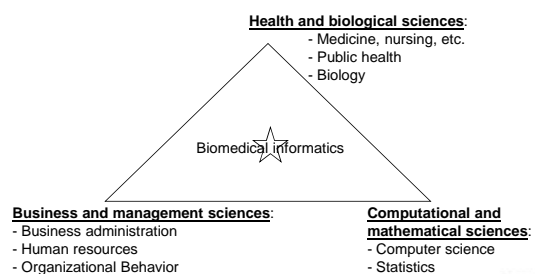 Health and biological sciences:
- Medicine, nursing, etc.
- Public health
- Biology
Biomedical informatics
Business and management sciences:
- Business administration
- Human resources
- Organizational Behavior
Computational and
mathematical sciences:
- Computer science
- Statistics